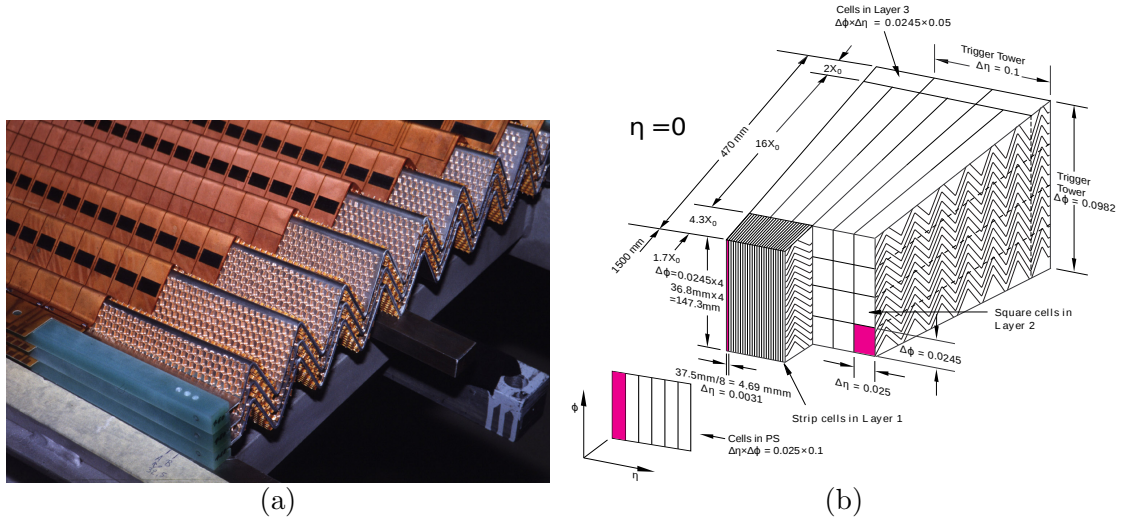 Cells in Layer 3
Δϕ×Δη = 0.0245×0.05
Trigger Tower
Δη = 0.1
2X₀
η = 0
470 mm
16X₀
Trigger
Tower
Δϕ = 0.0982
4.3X₀
1500 mm
1.7X₀
Δϕ=0.0245x4
36.8mmx4
=147.3mm
Square cells in
Layer 2
Δϕ = 0.0245
37.5mm/8 = 4.69 mmm
Δη = 0.0031
Δη = 0.025
Strip cells in Layer 1
ϕ
Cells in PS
Δη×Δϕ = 0.025×0.1
η
(a)
(b)